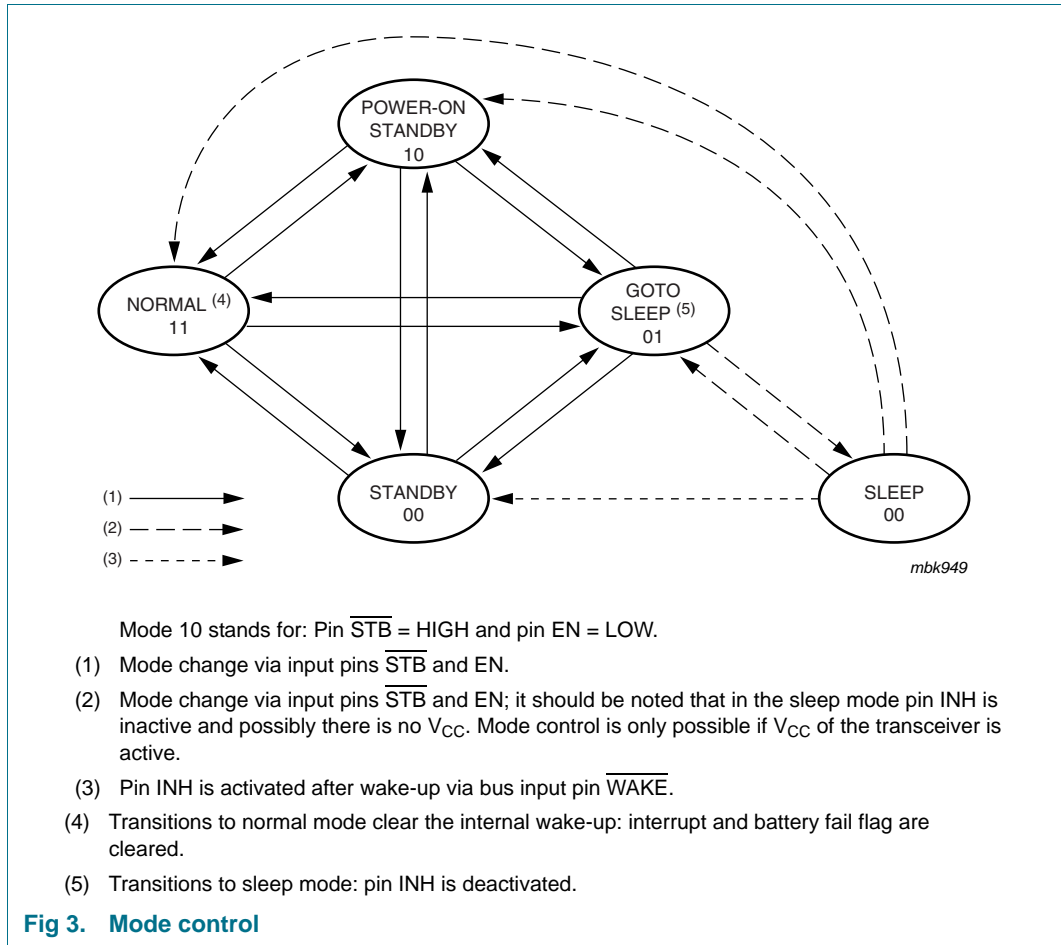 POWER-ON
STANDBY
10
NORMAL (4)
11
GOTO
SLEEP (5)
01
STANDBY
00
SLEEP
00
(1)
(2)
(3)
mbk949
Mode 10 stands for: Pin STB = HIGH and pin EN = LOW.
(1) Mode change via input pins STB and EN.
(2) Mode change via input pins STB and EN; it should be noted that in the sleep mode pin INH is
inactive and possibly there is no VCC. Mode control is only possible if VCC of the transceiver is
active.
(3) Pin INH is activated after wake-up via bus input pin WAKE.
(4) Transitions to normal mode clear the internal wake-up: interrupt and battery fail flag are
cleared.
(5) Transitions to sleep mode: pin INH is deactivated.
Fig 3. Mode control